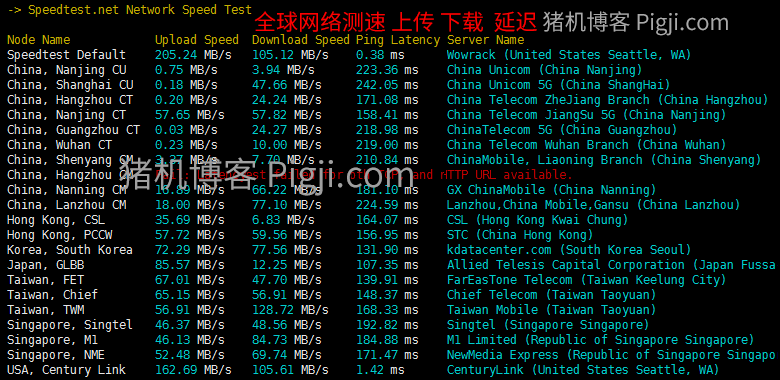 -> Speedtest.net Network Speed Test
全球网络测速 上传 下载 延迟 猪机博客 Pigji.com
Node Name Upload Speed Download Speed Ping Latency Server Name
Speedtest Default 205.24 MB/s 105.12 MB/s 0.38 ms Wowrack (United States Seattle, WA)
China, Nanjing CU 0.75 MB/s 3.94 MB/s 223.36 ms China Unicom (China Nanjing)
China, Shanghai CU 0.18 MB/s 47.66 MB/s 242.05 ms China Unicom 5G (China ShangHai)
China, Hangzhou CT 0.20 MB/s 24.24 MB/s 171.08 ms China Telecom ZheJiang Branch (China Hangzhou)
China, Nanjing CT 57.65 MB/s 57.82 MB/s 158.41 ms China Telecom JiangSu 5G (China Nanjing)
China, Guangzhou CT 0.03 MB/s 24.27 MB/s 218.98 ms ChinaTelecom 5G (China Guangzhou)
China, Wuhan CT 0.23 MB/s 10.00 MB/s 219.00 ms China Telecom Wuhan Branch (China Wuhan)
China, Shenyang CM 3.27 MB/s 7.70 MB/s 210.84 ms ChinaMobile, Liaoning Branch (China Shenyang)
猪机博客 Pigji.com
China, Hangzhou CM and HTTP URL available.
China, Nanning CM MB/s 181.13 ms GX ChinaMobile (China Nanning)
China, Lanzhou CM 18.00 MB/s 77.10 MB/s 224.59 ms Lanzhou,China Mobile,Gansu (China Lanzhou)
Hong Kong, CSL 35.69 MB/s 6.83 MB/s 164.07 ms CSL (Hong Kong Kwai Chung)
Hong Kong, PCCW 57.72 MB/s 59.56 MB/s 156.95 ms STC (China Hong Kong)
Korea, South Korea 72.29 MB/s 77.56 MB/s 131.90 ms kdatacenter.com (South Korea Seoul)
Japan, GLBB 85.57 MB/s 12.25 MB/s 107.35 ms Allied Telesis Capital Corporation (Japan Fussa
Taiwan, FET 67.01 MB/s 47.70 MB/s 139.91 ms FarEasTone Telecom (Taiwan Keelung City)
Taiwan, Chief 65.15 MB/s 56.91 MB/s 148.37 ms Chief Telecom (Taiwan Taoyuan)
Taiwan, TWM 56.91 MB/s 128.72 MB/s 168.33 ms Taiwan Mobile (Taiwan Taoyuan)
Singapore, Singtel 46.37 MB/s 48.56 MB/s 192.82 ms Singtel (Singapore Singapore)
Singapore, M1 46.13 MB/s 84.73 MB/s 184.88 ms M1 Limited (Republic of Singapore Singapore)
Singapore, NME 52.48 MB/s 69.74 MB/s 171.47 ms NewMedia Express (Republic of Singapore Singapo
USA, Century Link 162.69 MB/s 105.61 MB/s 1.42 ms CenturyLink (United States Seattle, WA)